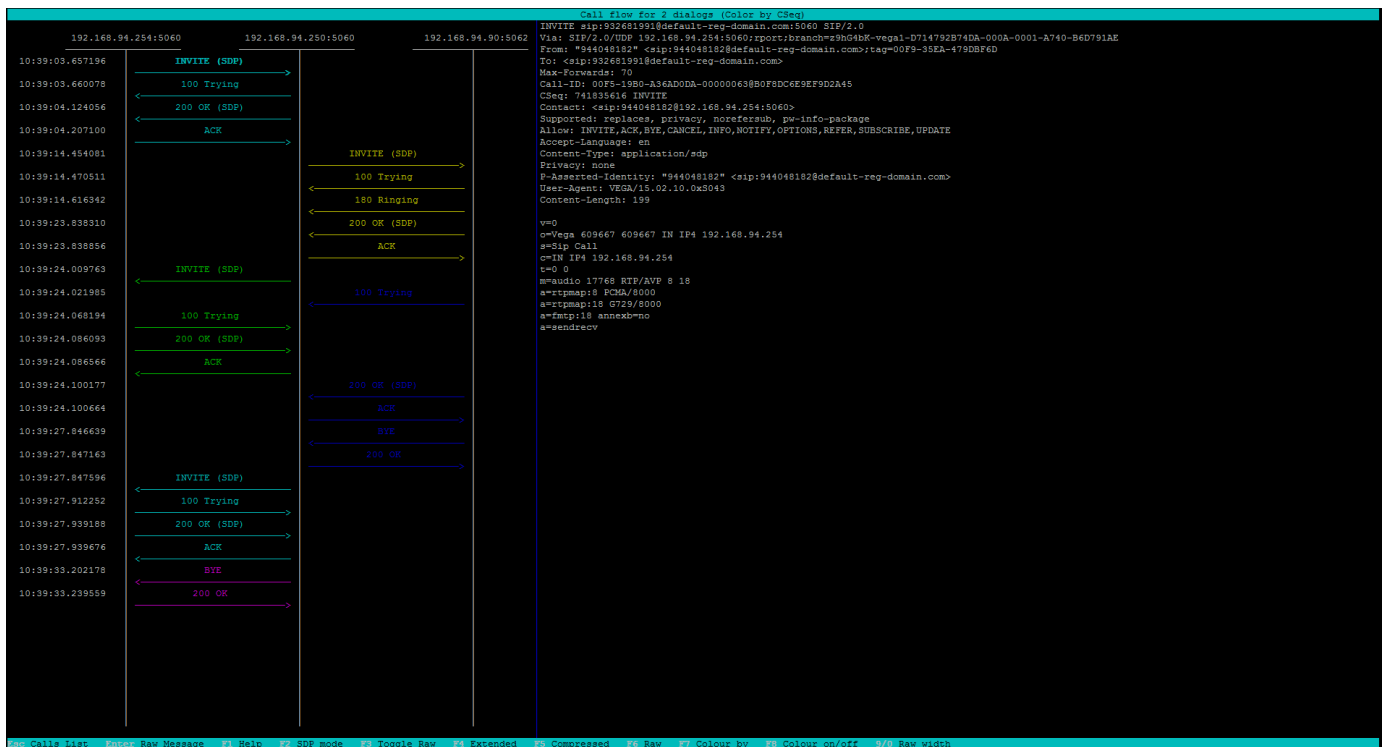 Call flow for 2 dialogs (Color by CSeq)
192.168.94.254:5060 192.168.94.250:5060 192.168.94.90:5062
10:39:03.657196 INVITE (SDP)
10:39:03.660078 100 Trying
10:39:04.124056 200 OK (SDP)
10:39:04.207100 ACK
10:39:14.454081 INVITE (SDP)
10:39:14.470511 100 Trying
10:39:14.616342 180 Ringing
10:39:23.838310 200 OK (SDP)
10:39:23.838856 ACK
10:39:24.009763 INVITE (SDP)
10:39:24.021985 100 Trying
10:39:24.068194 100 Trying
10:39:24.086093 200 OK (SDP)
10:39:24.086566 ACK
10:39:24.100177 200 OK (SDP)
10:39:24.100664 ACK
10:39:27.846639 BYE
10:39:27.847163 200 OK
10:39:27.847596 INVITE (SDP)
10:39:27.912252 100 Trying
10:39:27.939188 200 OK (SDP)
10:39:27.939676 ACK
10:39:33.202178 BYE
10:39:33.239559 200 OK
INVITE sip:932681991@default-reg-domain.com:5060 SIP/2.0
Via: SIP/2.0/UDP 192.168.94.254:5060;rport;branch=z9hG4bK-vega1-D714792B74DA-000A-0001-A740-B6D791AE
From: "944048182" <sip:944048182@default-reg-domain.com>;tag=00F9-35EA-479DBF6D
To: <sip:932681991@default-reg-domain.com>
Max-Forwards: 70
Call-ID: 00F5-19B0-A36AD0DA-00000063@B0F8DC6E9EF9D2A45
CSeq: 741835616 INVITE
Contact: <sip:944048182@192.168.94.254:5060>
Supported: replaces, privacy, norefersub, pw-info-package
Allow: INVITE,ACK,BYE,CANCEL,INFO,NOTIFY,OPTIONS,REFER,SUBSCRIBE,UPDATE
Accept-Language: en
Content-Type: application/sdp
Privacy: none
P-Asserted-Identity: "944048182" <sip:944048182@default-reg-domain.com>
User-Agent: VEGA/15.02.10.0xS043
Content-Length: 199
v=0
o=Vega 609667 609667 IN IP4 192.168.94.254
s=Sip Call
c=IN IP4 192.168.94.254
t=0 0
m=audio 17768 RTP/AVP 8 18
a=rtpmap:8 PCMA/8000
a=rtpmap:18 G729/8000
a=fmtp:18 annexb=no
a=sendrecv
Esc Calls List Enter Raw Message F1 Help F2 SDP mode F3 Toggle Raw F4 Extended F5 Compressed F6 Raw F7 Colour by F8 Colour on/off 9/0 Raw width